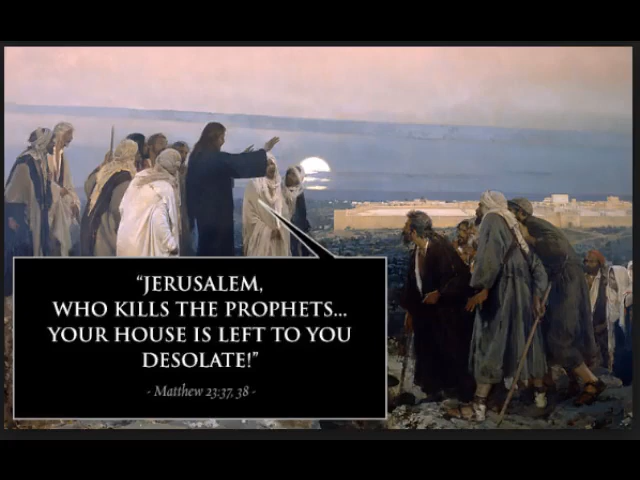 “JERUSALEM,
WHO KILLS THE PROPHETS...
YOUR HOUSE IS LEFT TO YOU
DESOLATE!”
- Matthew 23:37, 38 -